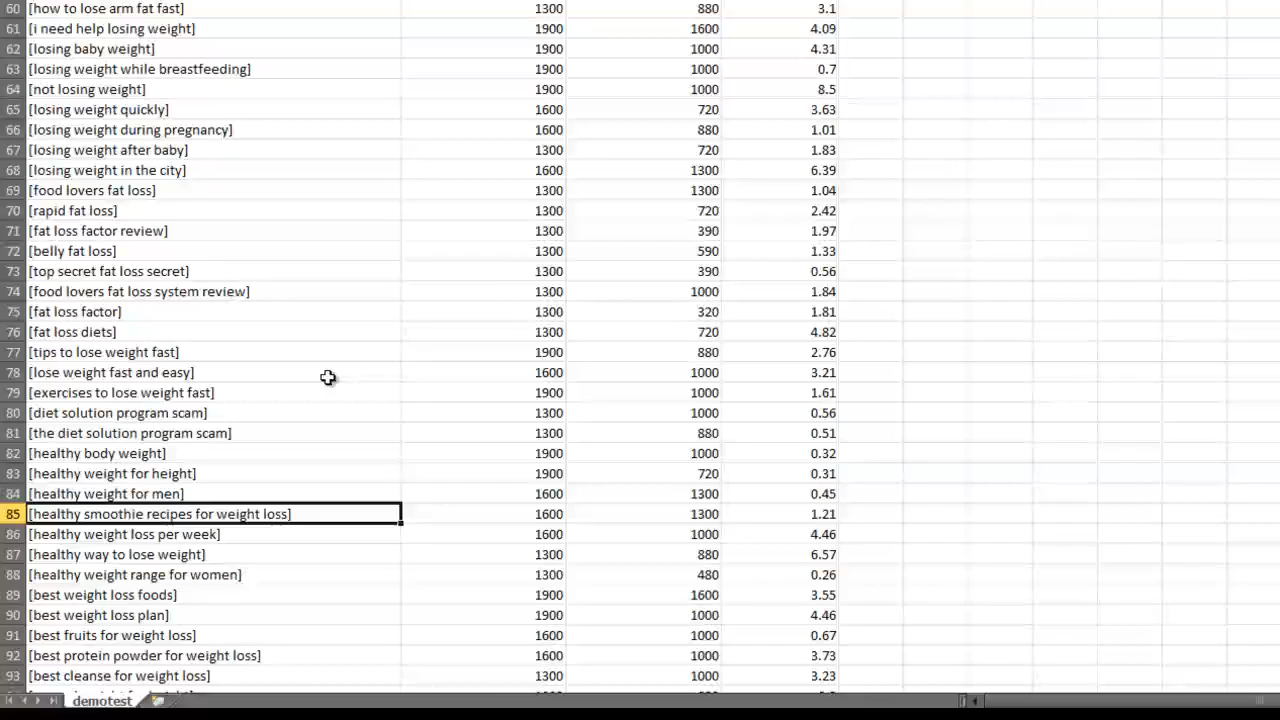 60 [how to lose arm fat fast] 1300 880 3.1
61 [i need help losing weight] 1900 1600 4.09
62 [losing baby weight] 1900 1000 4.31
63 [losing weight while breastfeeding] 1900 1000 0.7
64 [not losing weight] 1900 1000 8.5
65 [losing weight quickly] 1600 720 3.63
66 [losing weight during pregnancy] 1600 880 1.01
67 [losing weight after baby] 1300 720 1.83
68 [losing weight in the city] 1600 1300 6.39
69 [food lovers fat loss] 1300 1300 1.04
70 [rapid fat loss] 1300 720 2.42
71 [fat loss factor review] 1300 390 1.97
72 [belly fat loss] 1300 590 1.33
73 [top secret fat loss secret] 1300 390 0.56
74 [food lovers fat loss system review] 1300 1000 1.84
75 [fat loss factor] 1300 320 1.81
76 [fat loss diets] 1300 720 4.82
77 [tips to lose weight fast] 1900 880 2.76
78 [lose weight fast and easy] 1600 1000 3.21
79 [exercises to lose weight fast] 1900 1000 1.61
80 [diet solution program scam] 1300 1000 0.56
81 [the diet solution program scam] 1300 880 0.51
82 [healthy body weight] 1900 1000 0.32
83 [healthy weight for height] 1900 720 0.31
84 [healthy weight for men] 1600 1300 0.45
85 [healthy smoothie recipes for weight loss] 1600 1300 1.21
86 [healthy weight loss per week] 1600 1000 4.46
87 [healthy way to lose weight] 1300 880 6.57
88 [healthy weight range for women] 1300 480 0.26
89 [best weight loss foods] 1900 1600 3.55
90 [best weight loss plan] 1900 1000 4.46
91 [best fruits for weight loss] 1600 1000 0.67
92 [best protein powder for weight loss] 1600 1000 3.73
93 [best cleanse for weight loss] 1300 1000 3.23
demotest